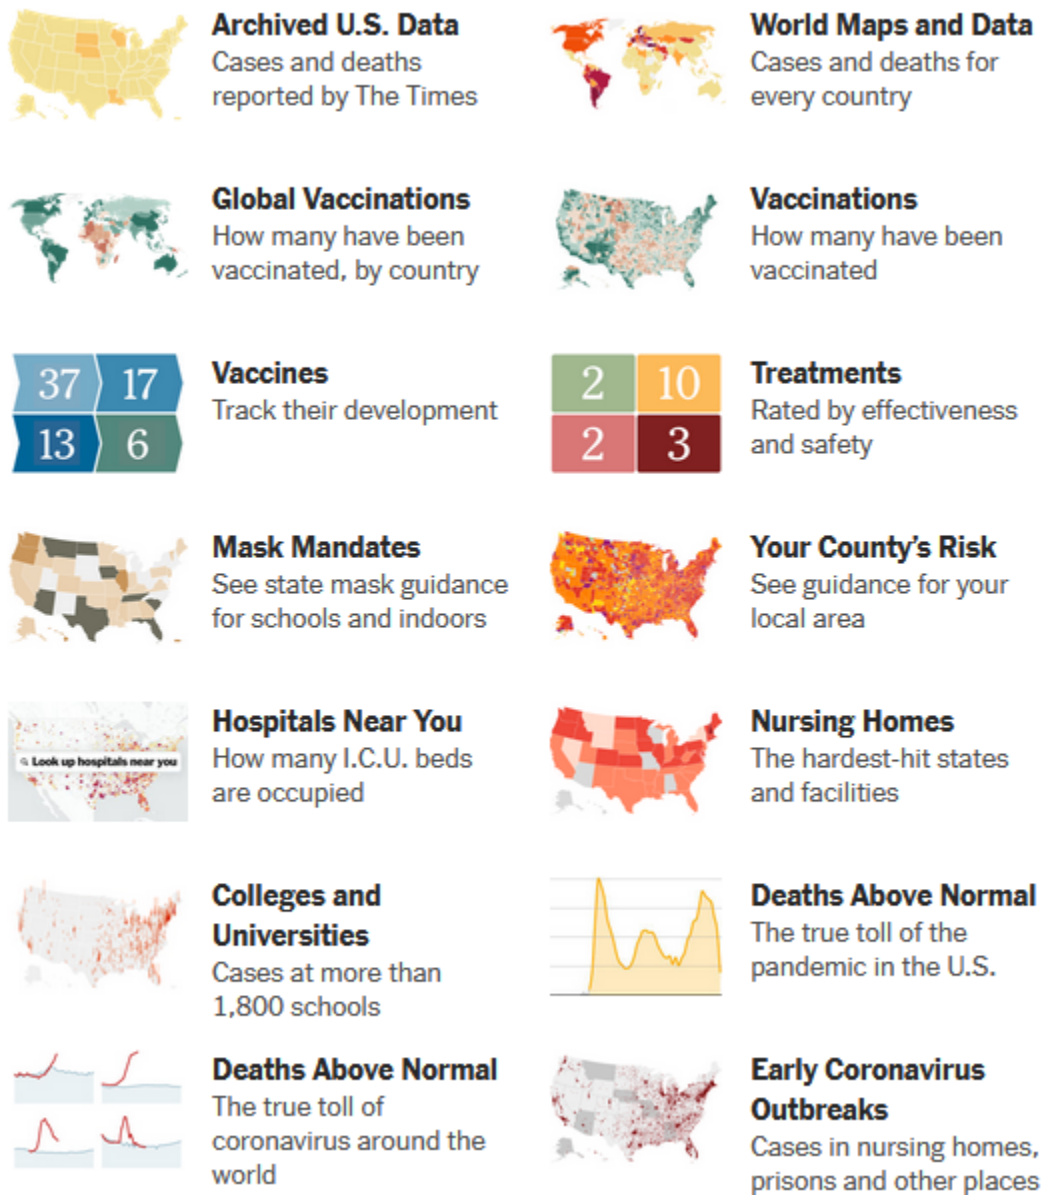 Archived U.S. Data
Cases and deaths
reported by The Times
World Maps and Data
Cases and deaths for
every country
Global Vaccinations
How many have been
vaccinated, by country
Vaccinations
How many have been
vaccinated
37 17
13 6
Vaccines
Track their development
2 10
2 3
Treatments
Rated by effectiveness
and safety
Mask Mandates
See state mask guidance
for schools and indoors
Your County's Risk
See guidance for your
local area
Look up hospitals near you
Hospitals Near You
How many I.C.U. beds
are occupied
Nursing Homes
The hardest-hit states
and facilities
Colleges and
Universities
Cases at more than
1,800 schools
Deaths Above Normal
The true toll of the
pandemic in the U.S.
Deaths Above Normal
The true toll of
coronavirus around the
world
Early Coronavirus
Outbreaks
Cases in nursing homes,
prisons and other places